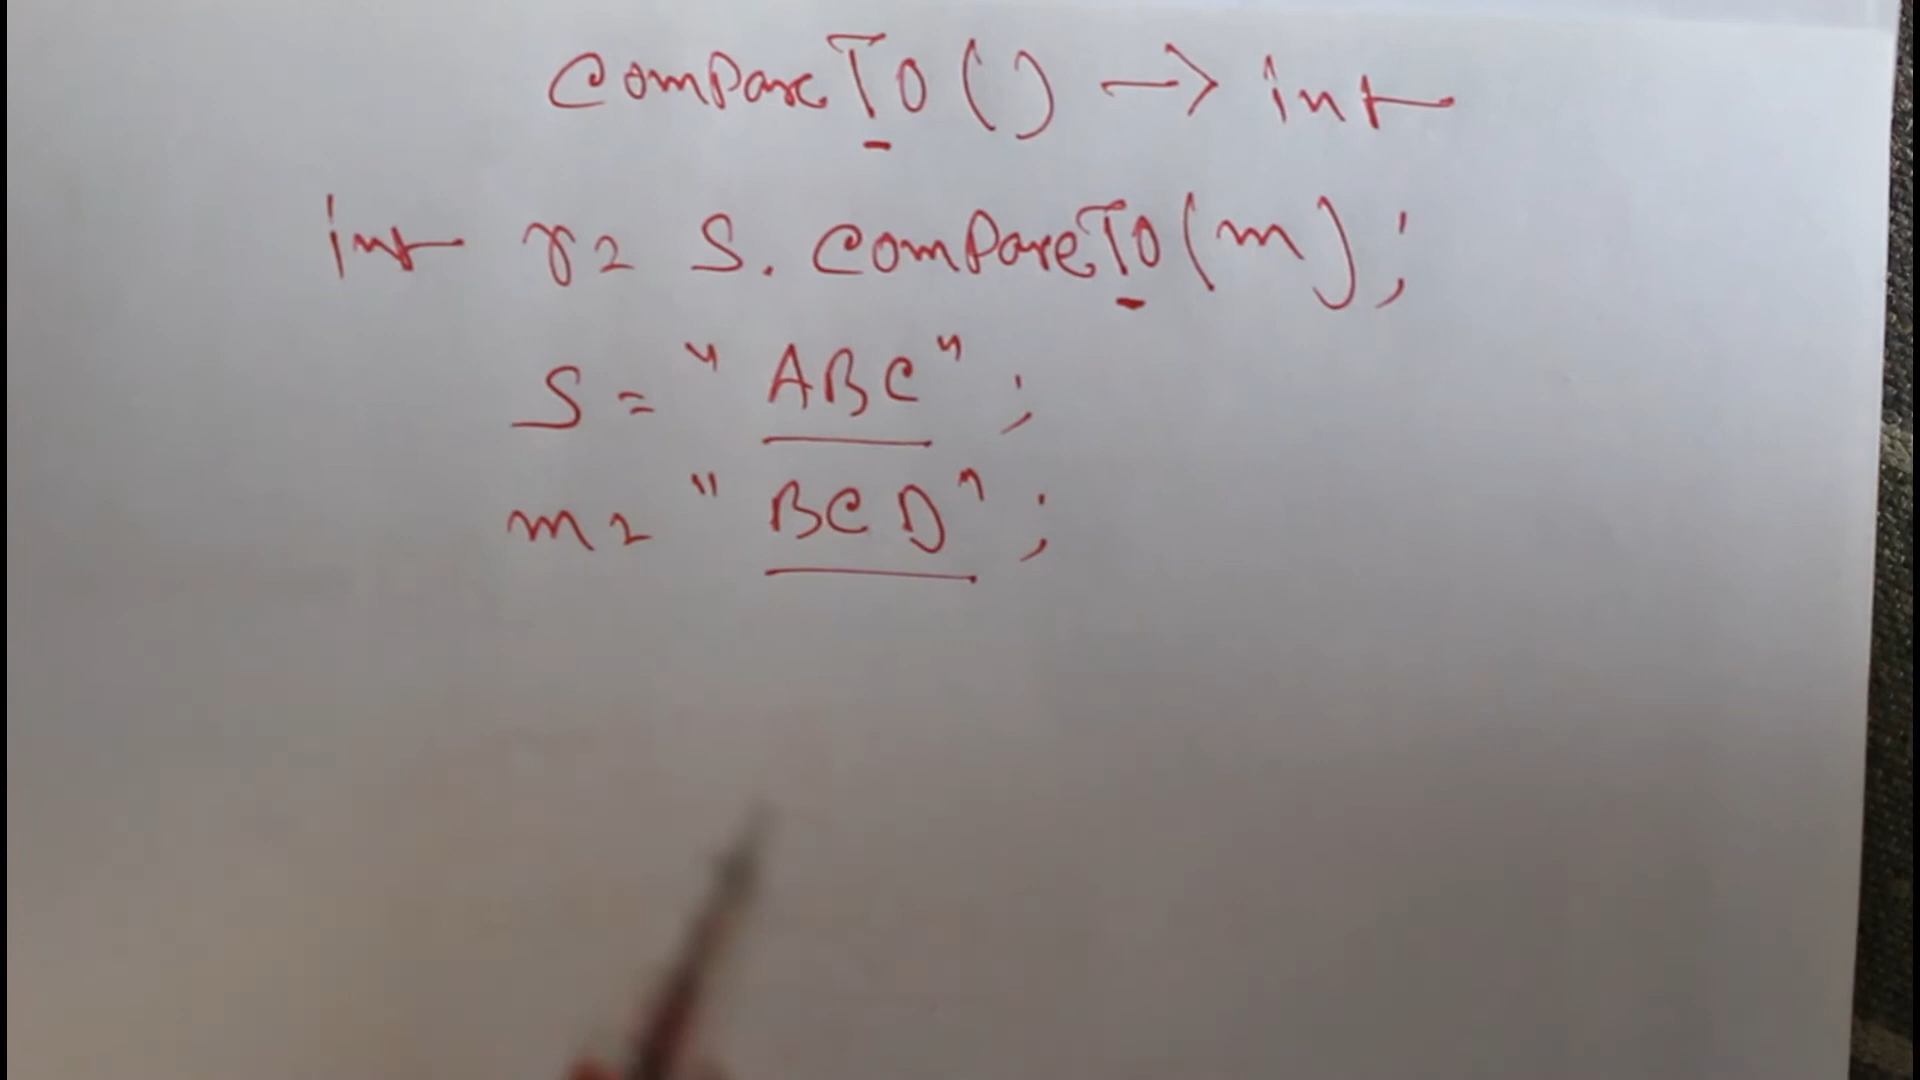 compareTo() -> int
int r = s.compareTo(m);
s = "ABC";
m = "BCD";